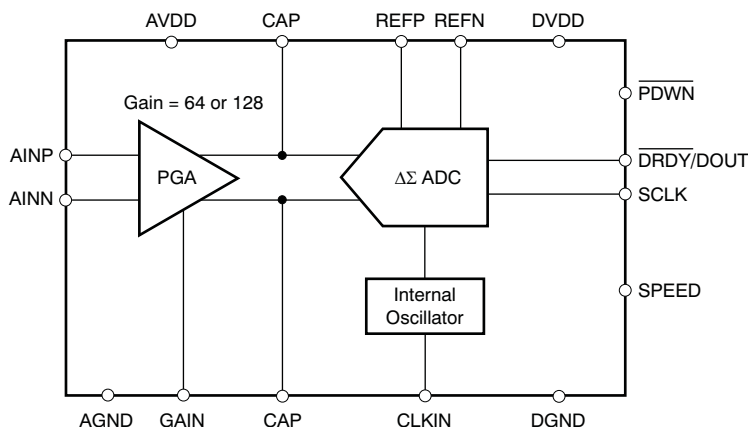 AVDD CAP REFP REFN DVDD
PDWN
Gain = 64 or 128
AINP
PGA
ΔΣ ADC
DRDY/DOUT
AINN
SCLK
Internal
Oscillator
SPEED
AGND GAIN CAP CLKIN DGND